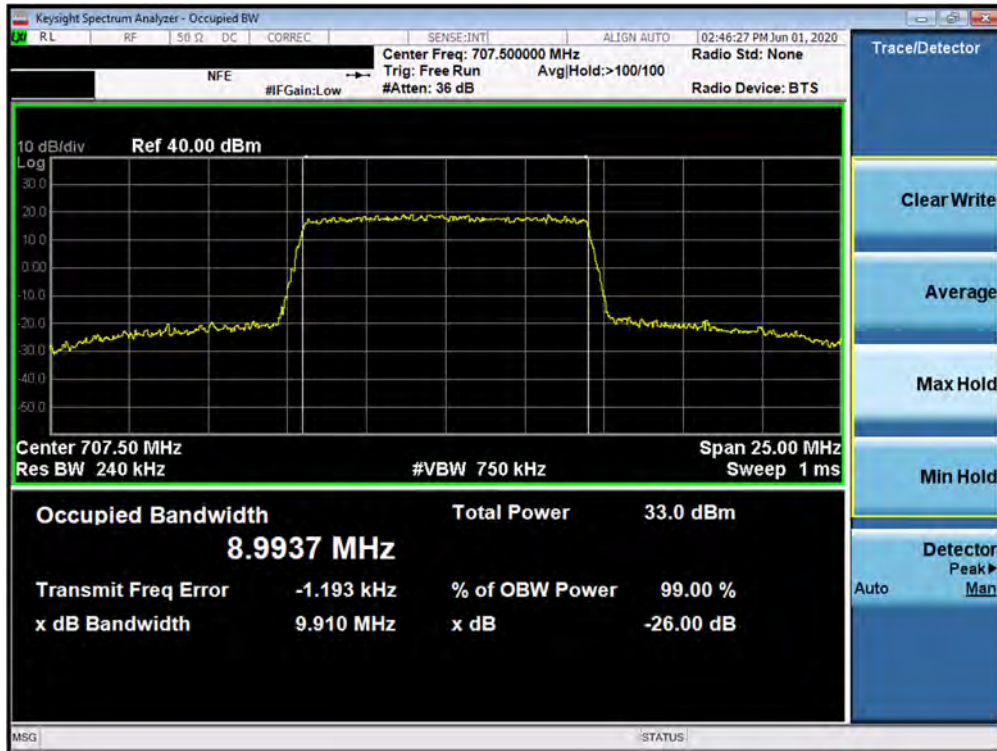 Keysight Spectrum Analyzer - Occupied BW
LXI RL RF 50 Ω DC CORREC SENSE:INT ALIGN AUTO 02:46:27 PM Jun 01, 2020
Center Freq: 707.500000 MHz Radio Std: None
NFE Trig: Free Run Avg|Hold:>100/100
#IFGain:Low #Atten: 36 dB Radio Device: BTS
10 dB/div Ref 40.00 dBm
Log
30.0
20.0
10.0
0.00
-10.0
-20.0
-30.0
-40.0
-50.0
Center 707.50 MHz Span 25.00 MHz
Res BW 240 kHz #VBW 750 kHz Sweep 1 ms
Occupied Bandwidth Total Power 33.0 dBm
8.9937 MHz
Transmit Freq Error -1.193 kHz % of OBW Power 99.00 %
x dB Bandwidth 9.910 MHz x dB -26.00 dB
MSG STATUS
Trace/Detector
Clear Write
Average
Max Hold
Min Hold
Detector
Peak▶
Auto Man